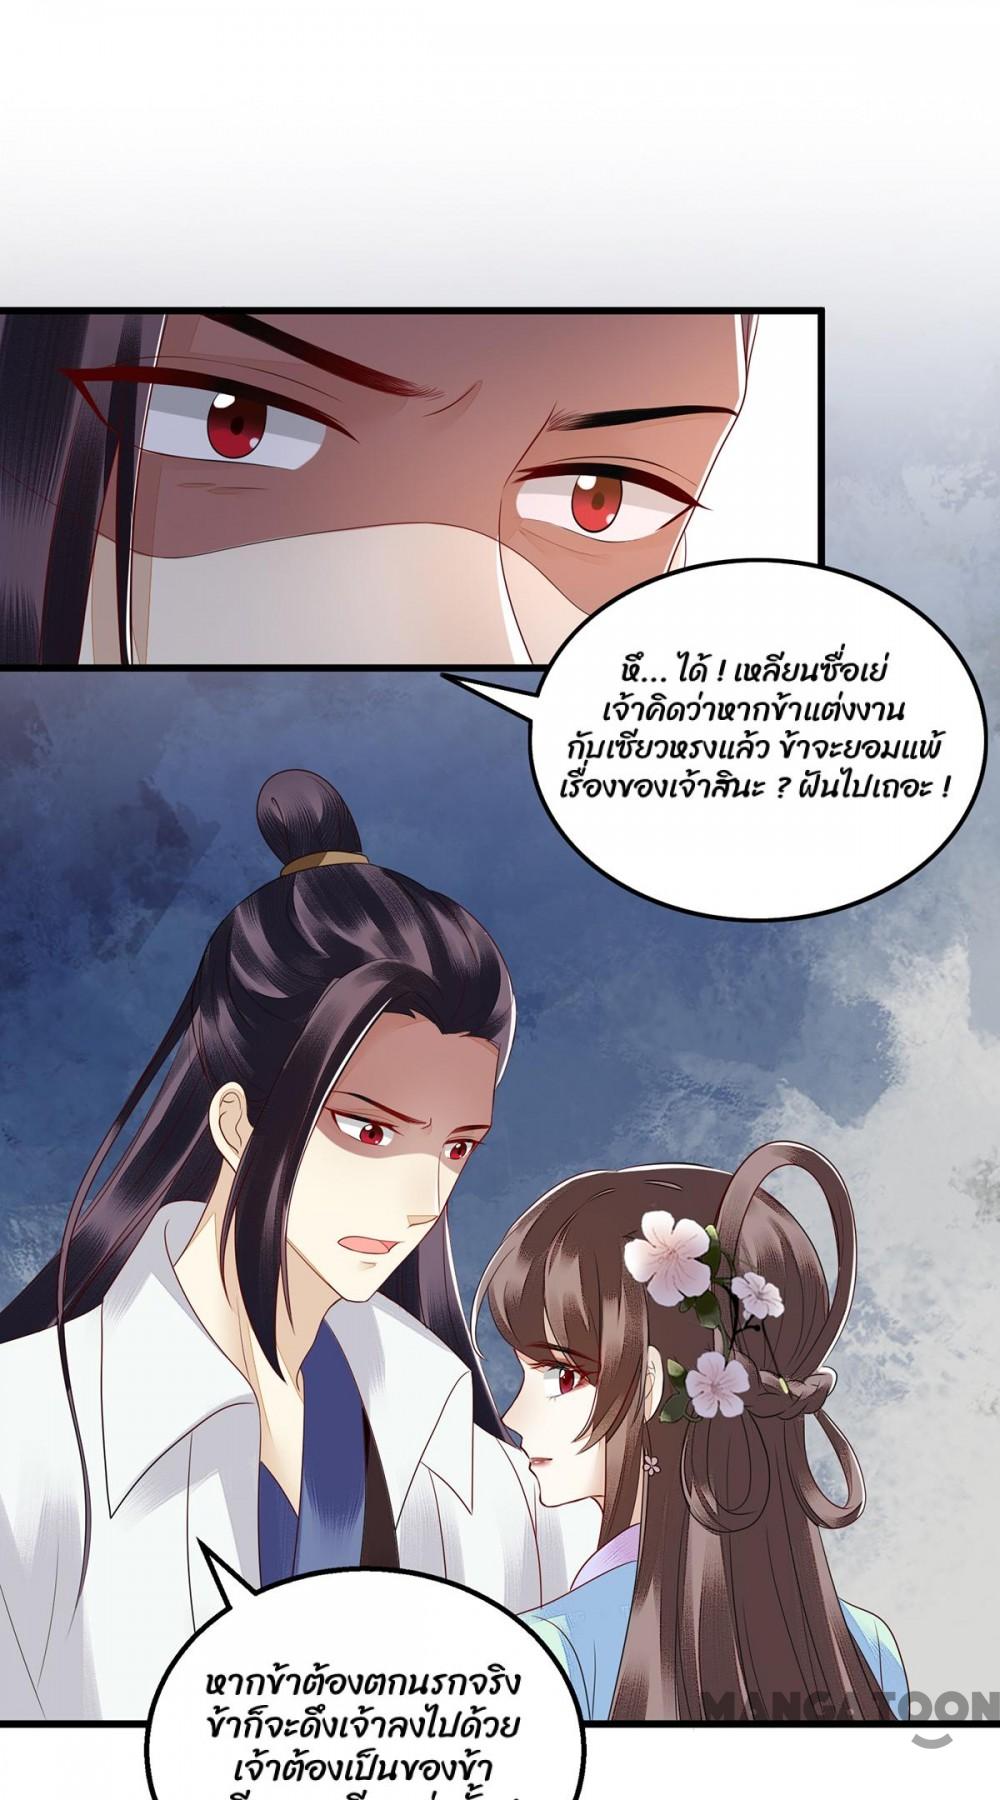 หึ... ได้ ! เหลียนซื่อเย่
เจ้าคิดว่าหากข้าแต่งงาน
กับเซียวหรงแล้ว ข้าจะยอมแพ้
เรื่องของเจ้าสินะ ? ฝันไปเถอะ !
หากข้าต้องตกนรกจริง
ข้าก็จะดึงเจ้าลงไปด้วย
เจ้าต้องเป็นของข้า
MANGATOON